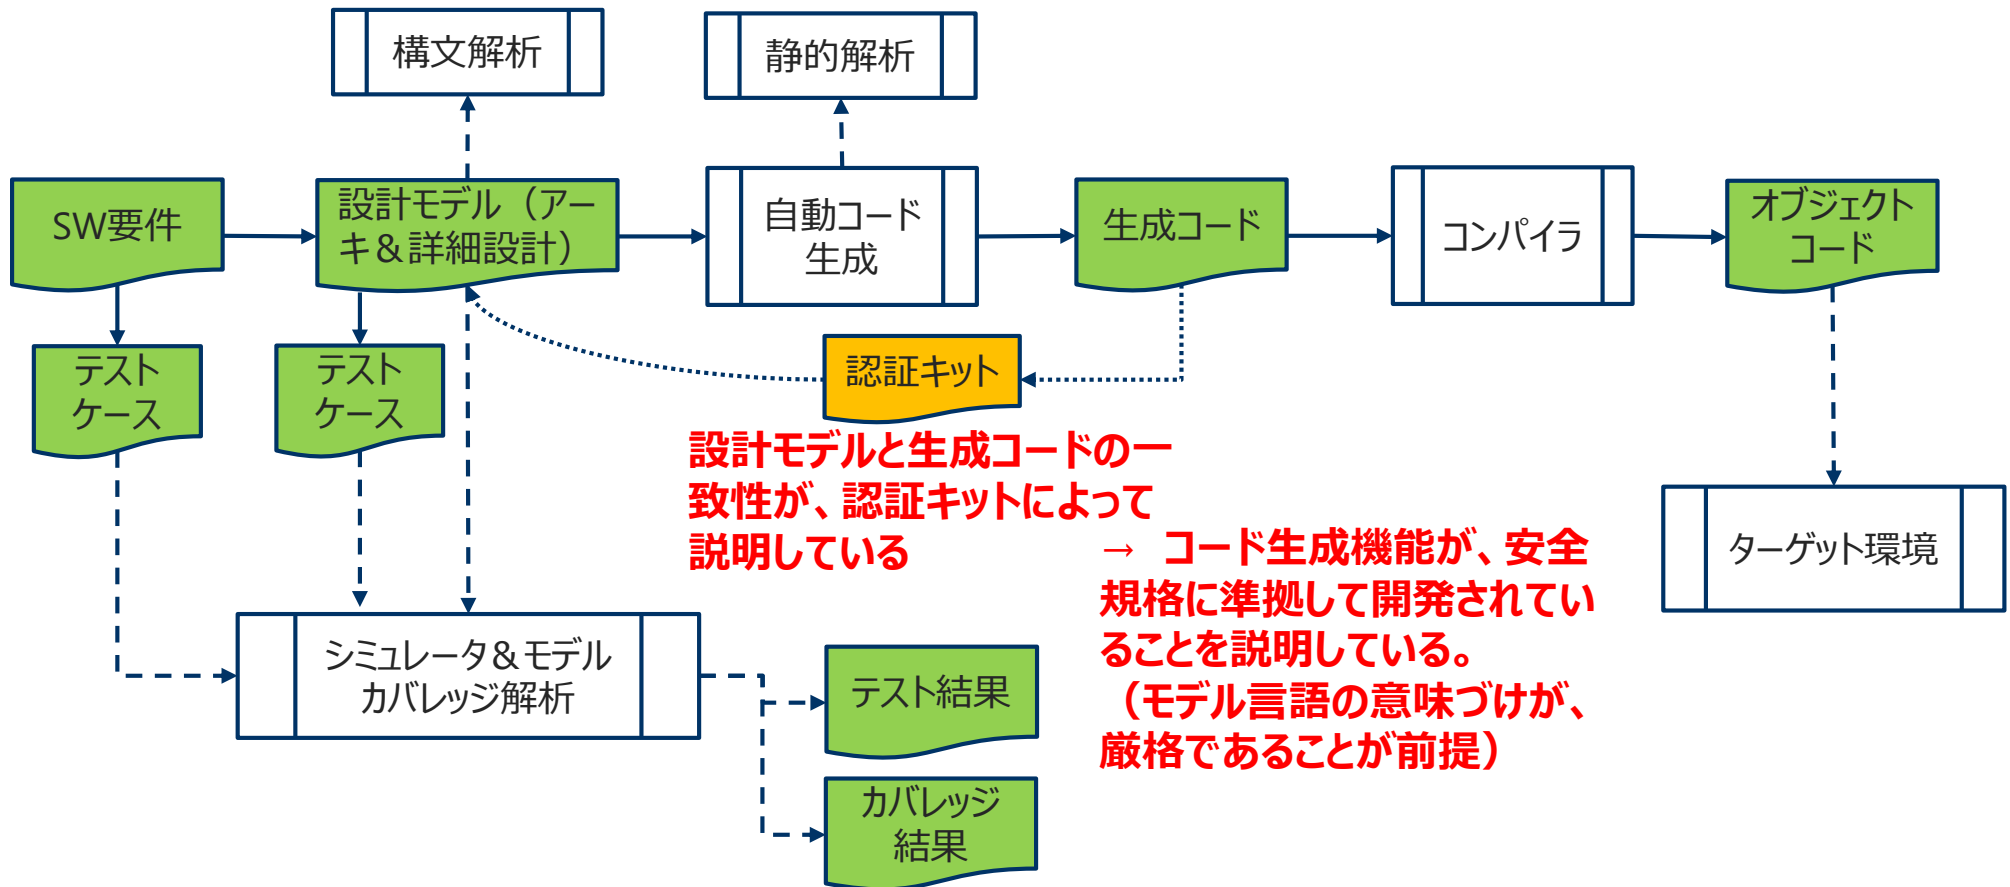 構文解析
静的解析
SW要件
設計モデル（アー
キ＆詳細設計）
自動コード
生成
生成コード
コンパイラ
オブジェクト
コード
テスト
ケース
テスト
ケース
認証キット
設計モデルと生成コードの一
致性が、認証キットによって
説明している
→ コード生成機能が、安全
規格に準拠して開発されてい
ることを説明している。
（モデル言語の意味づけが、
厳格であることが前提）
ターゲット環境
シミュレータ＆モデル
カバレッジ解析
テスト結果
カバレッジ
結果